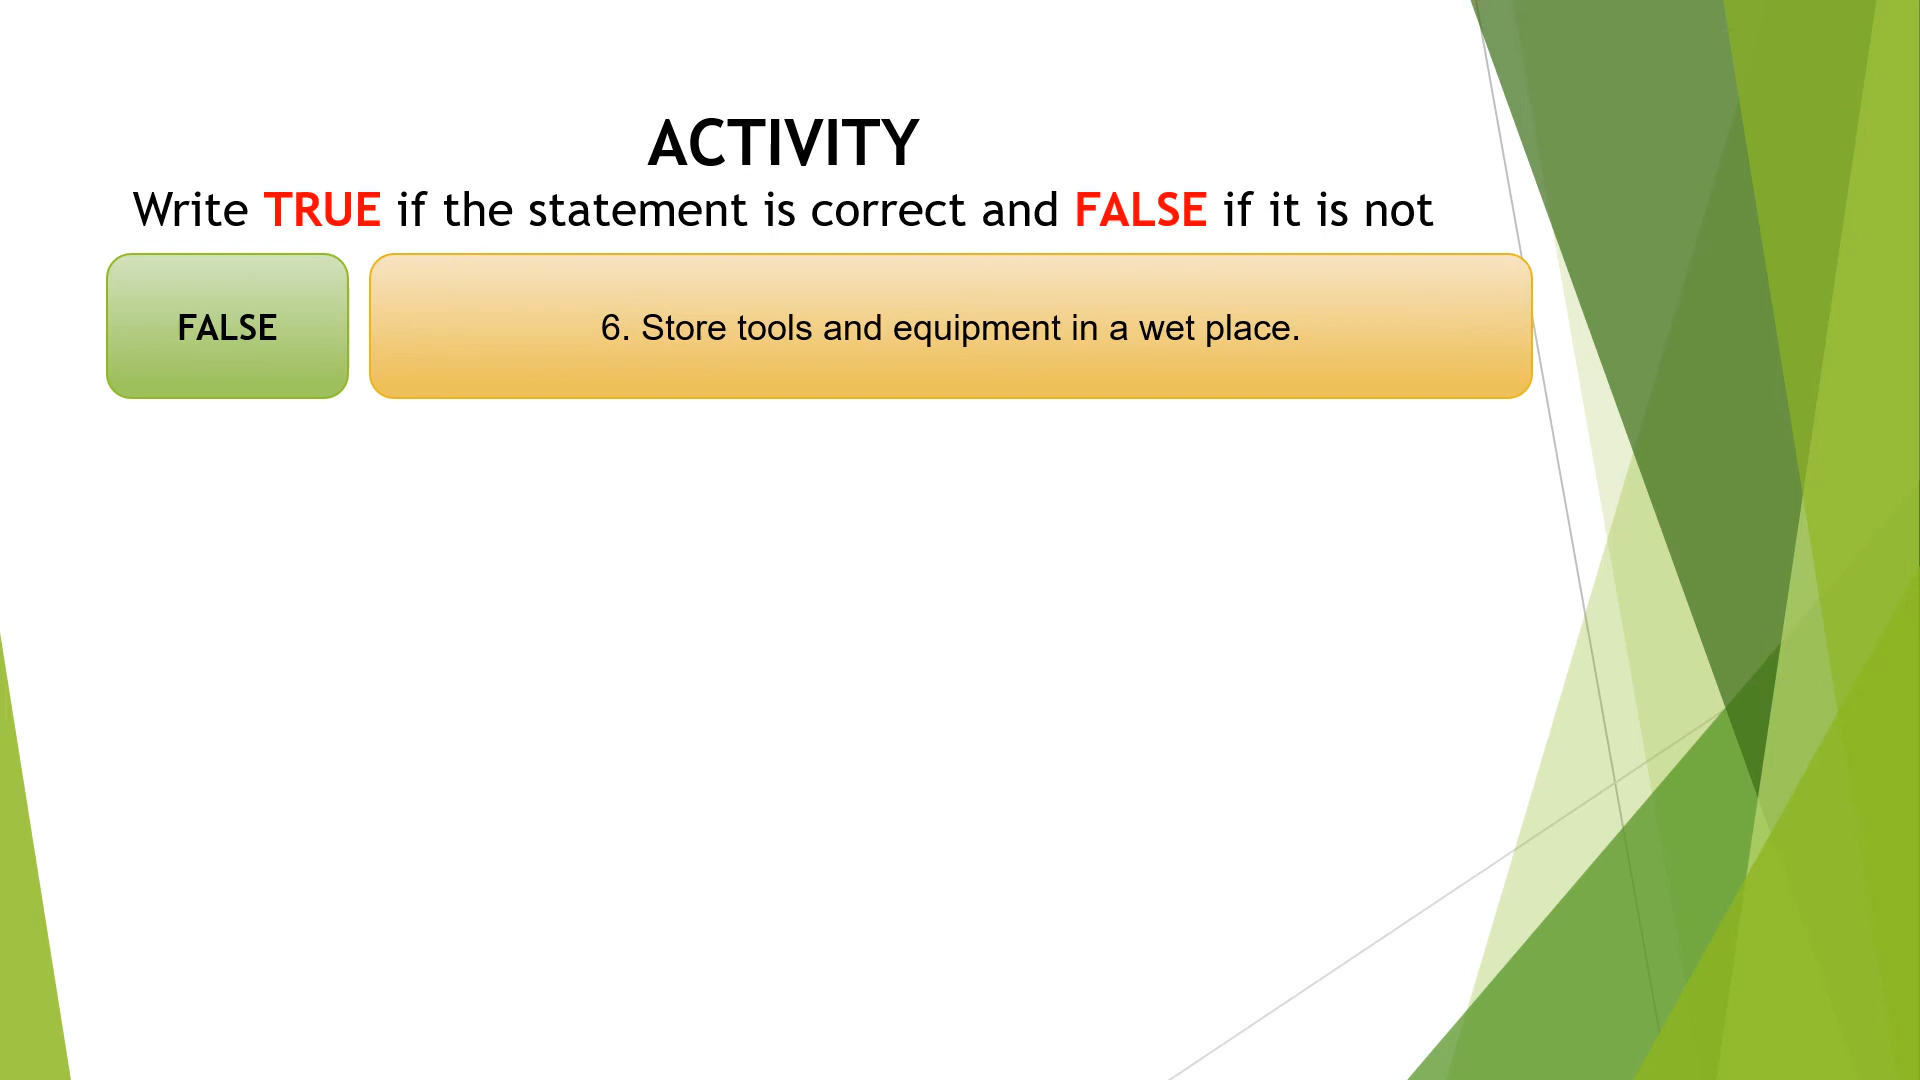 ACTIVITY
Write TRUE if the statement is correct and FALSE if it is not
FALSE
6. Store tools and equipment in a wet place.